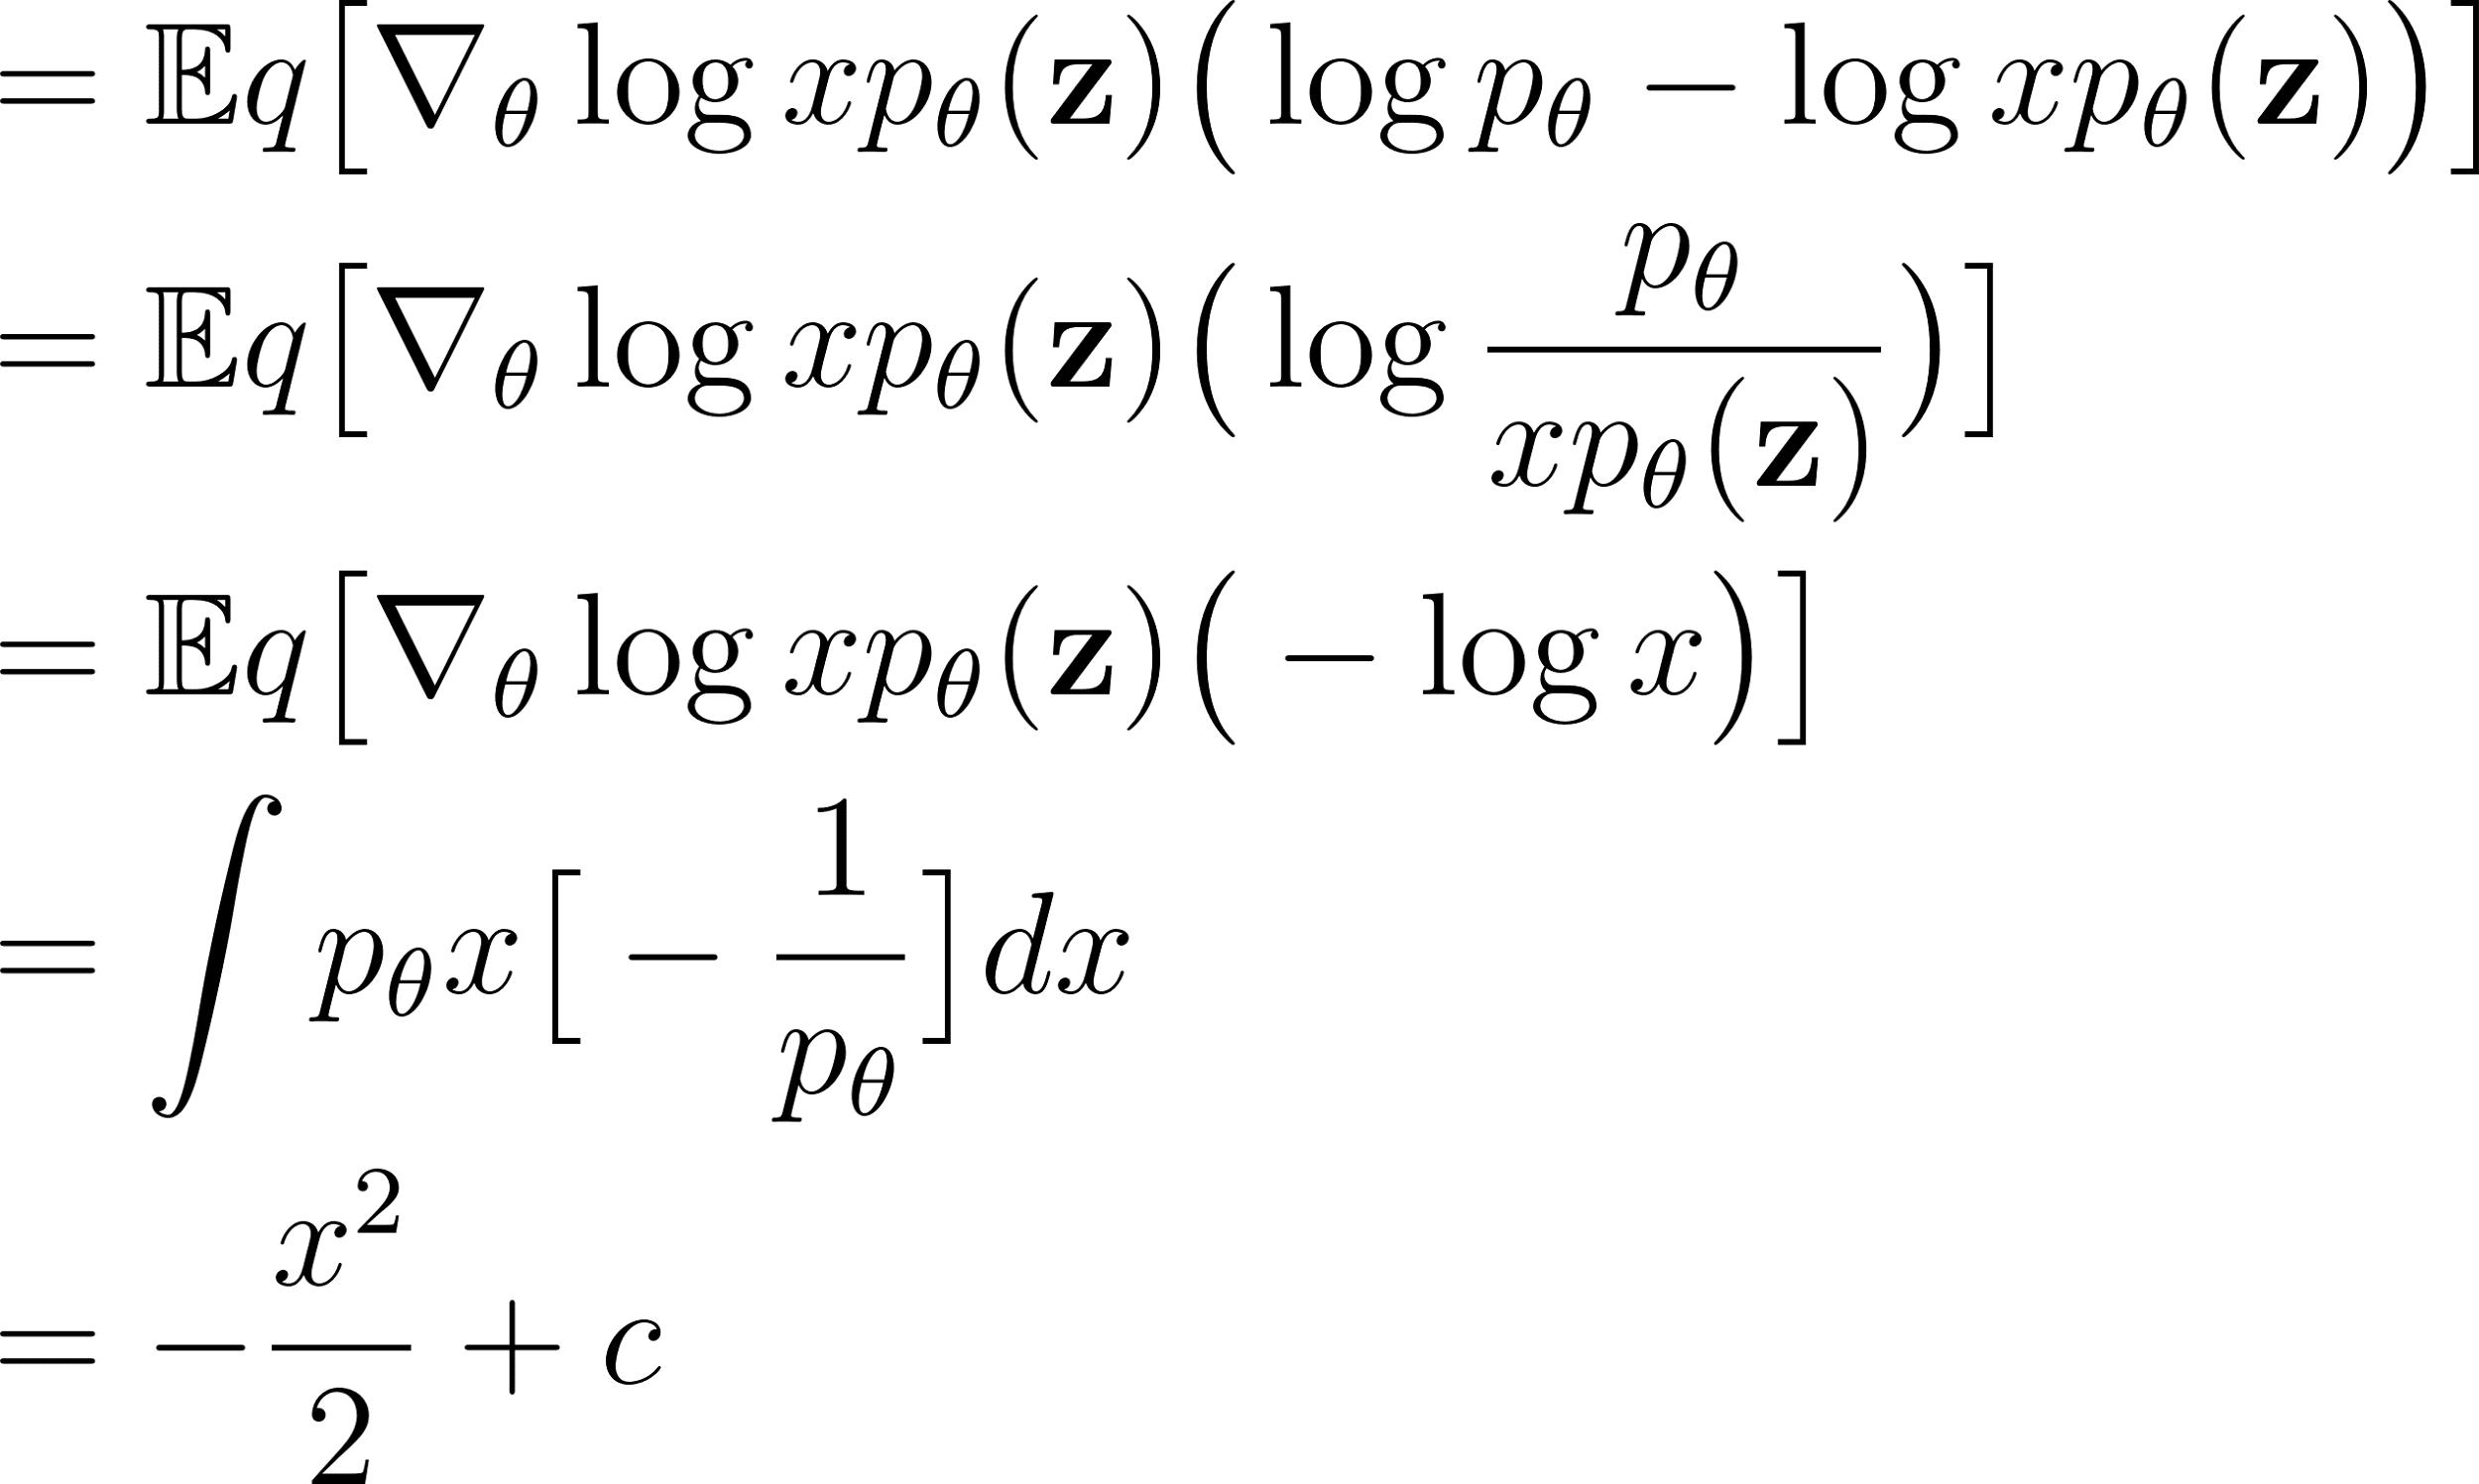 = 𝔼q[∇_θ log xp_θ(𝐳)(log p_θ − log xp_θ(𝐳))]
= 𝔼q[∇_θ log xp_θ(𝐳)(log p_θ / xp_θ(𝐳))]
= 𝔼q[∇_θ log xp_θ(𝐳)(−log x)]
= ∫ p_θ x[−1/p_θ]dx
= −x²/2 + c